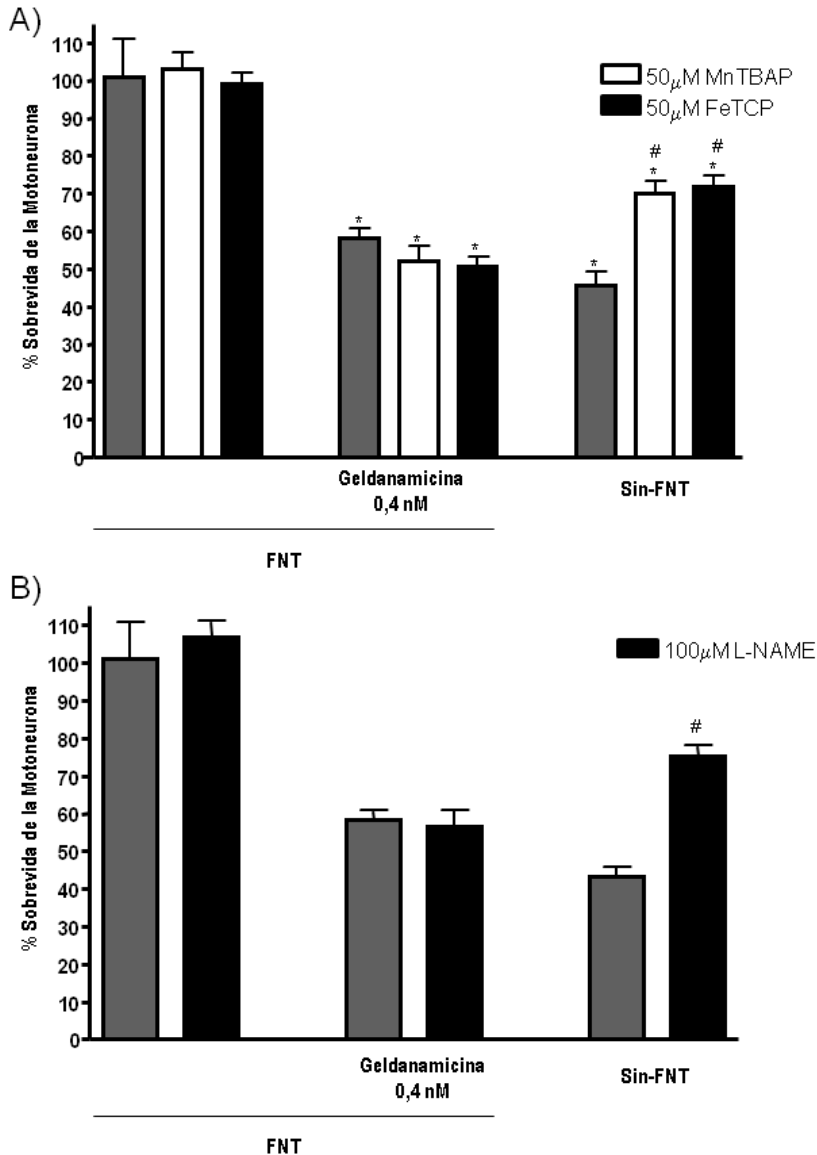 A)
% Sobrevida de la Motoneurona
110
100
90
80
70
60
50
40
30
20
10
0
50µM MnTBAP
50µM FeTCP
* * *
*
#
*
#
*
Geldanamicina
0,4 nM
Sin-FNT
FNT
B)
% Sobrevida de la Motoneurona
110
100
90
80
70
60
50
40
30
20
10
0
100µM L-NAME
#
Geldanamicina
0,4 nM
Sin-FNT
FNT